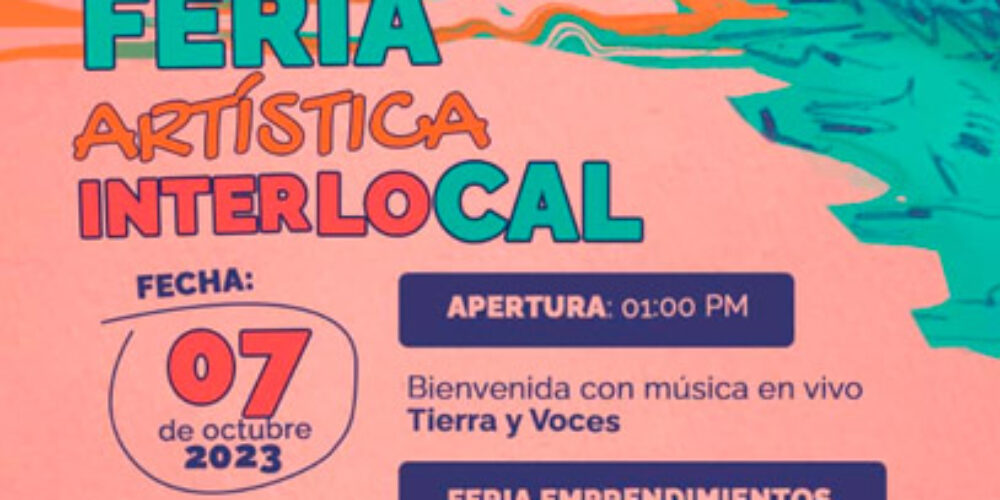 FERIA
ARTÍSTICA
INTERLOCAL
FECHA:
07
de octubre
2023
APERTURA: 01:00 PM
Bienvenida con música en vivo
Tierra y Voces
FERIA EMPRENDIMIENTOS